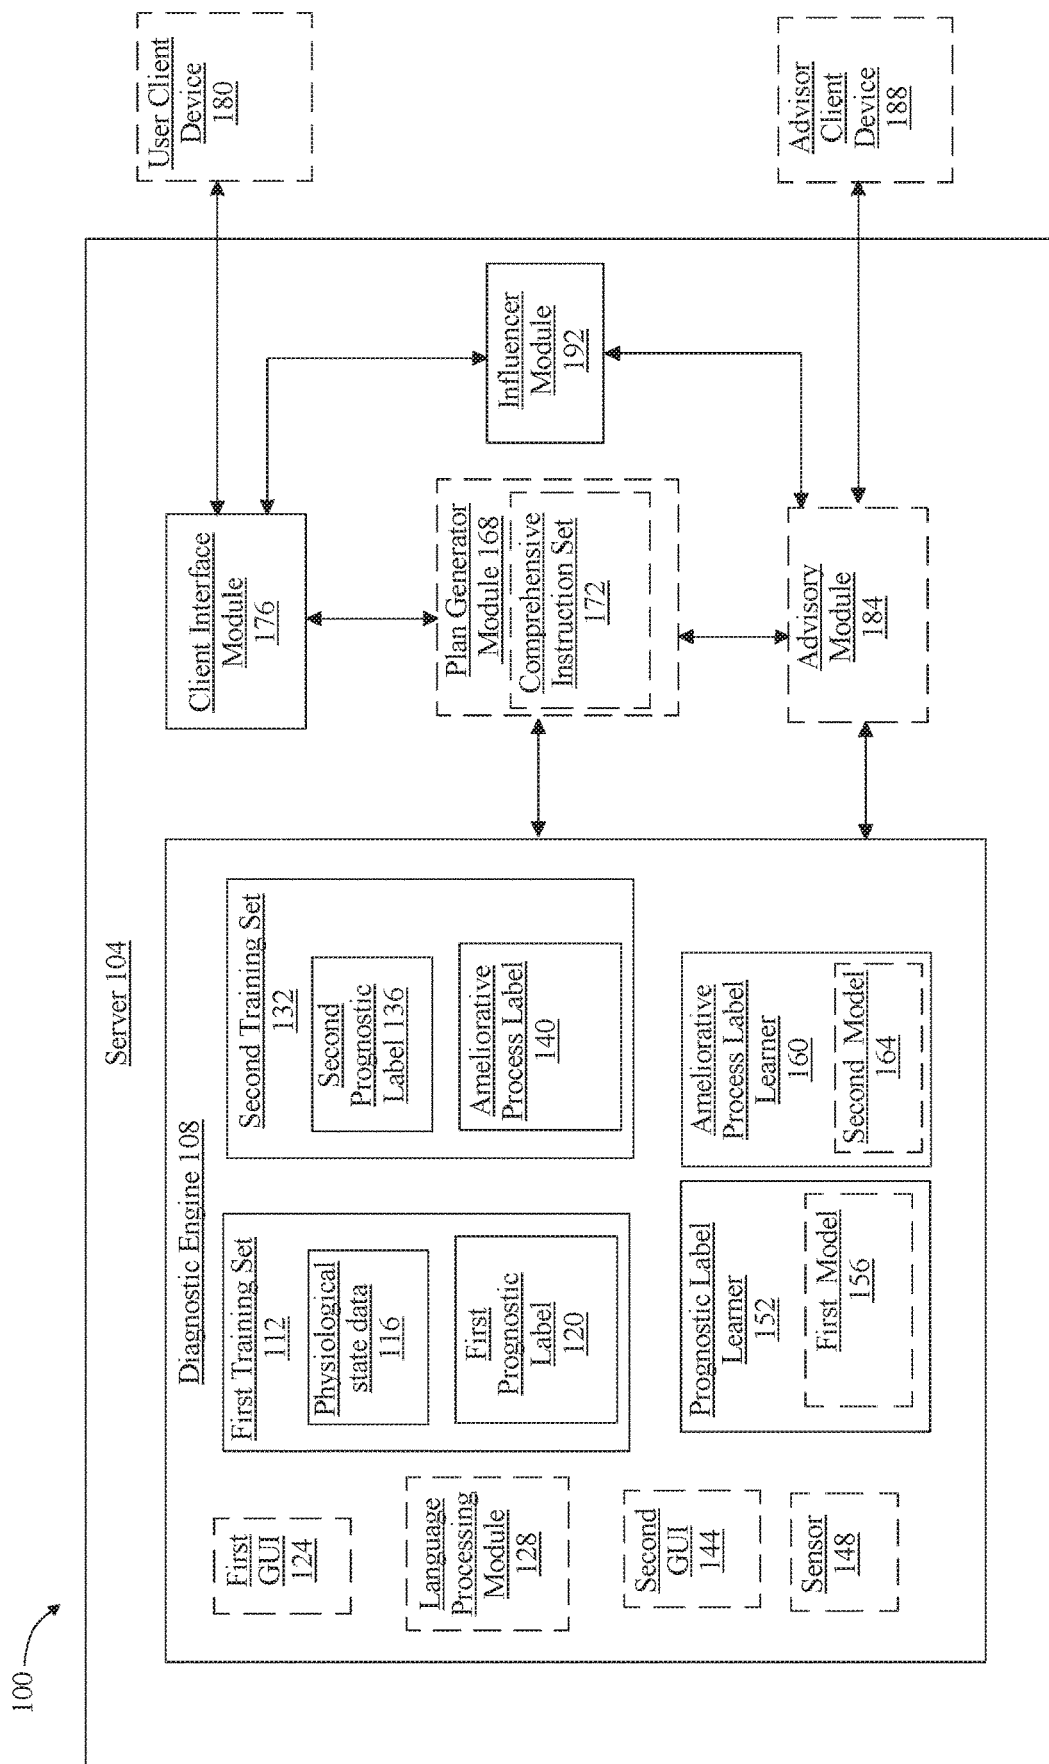 100
Server 104
Diagnostic Engine 108
First GUI
124
Language
Processing
Module
128
Second
GUI
144
Sensor
148
First Training Set
112
Physiological
state data
116
First
Prognostic
Label
120
Second Training Set
132
Second
Prognostic
Label 136
Ameliorative
Process Label
140
Prognostic Label
Learner
152
First Model
156
Ameliorative
Process Label
Learner
160
Second Model
164
Client Interface
Module
176
Plan Generator
Module 168
Comprehensive
Instruction Set
172
Advisory
Module
184
Influencer
Module
192
User Client
Device
180
Advisor
Client
Device
188